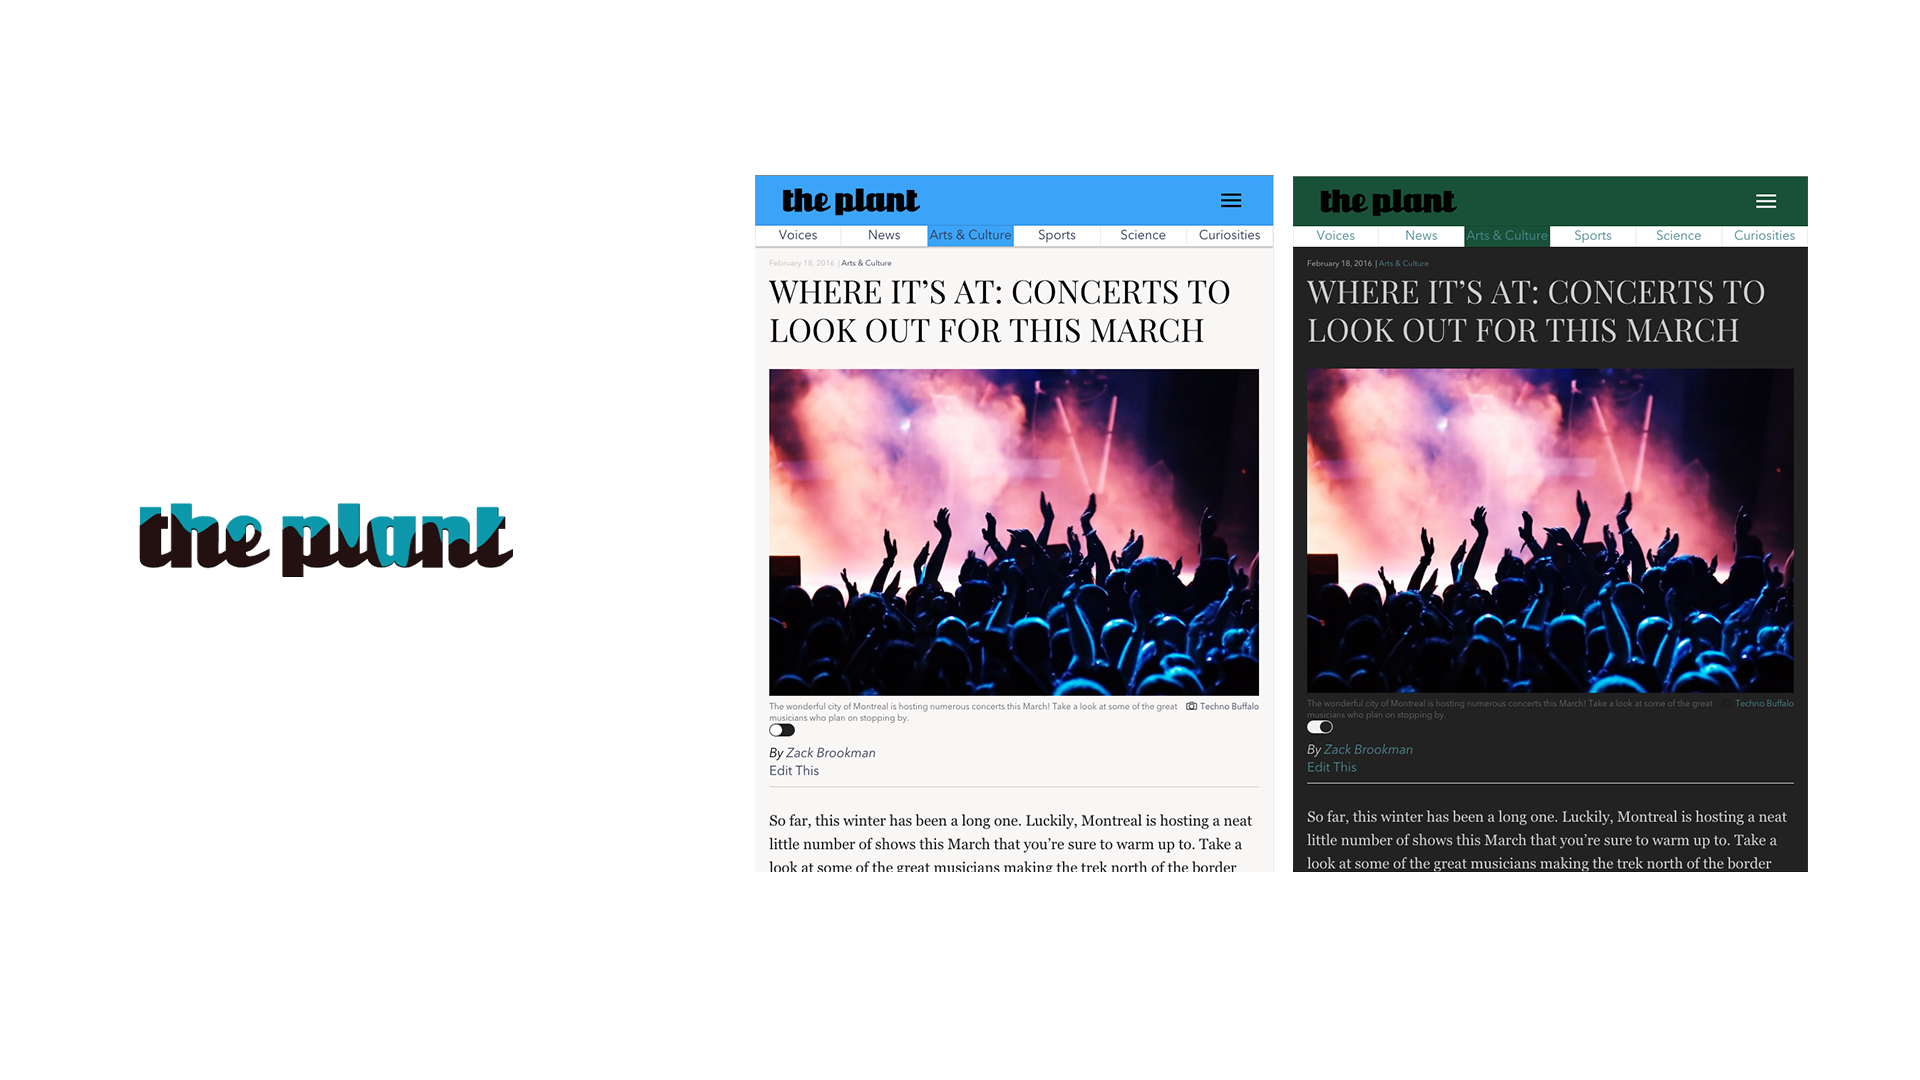 the plant
the plant
Voices News Arts & Culture Sports Science Curiosities
February 18, 2016 | Arts & Culture
WHERE IT’S AT: CONCERTS TO
LOOK OUT FOR THIS MARCH
The wonderful city of Montreal is hosting numerous concerts this March! Take a look at some of the great
musicians who plan on stopping by.
Techno Buffalo
By Zack Brookman
Edit This
So far, this winter has been a long one. Luckily, Montreal is hosting a neat
little number of shows this March that you’re sure to warm up to. Take a
look at some of the great musicians making the trek north of the border
the plant
Voices News Arts & Culture Sports Science Curiosities
February 18, 2016 | Arts & Culture
WHERE IT’S AT: CONCERTS TO
LOOK OUT FOR THIS MARCH
The wonderful city of Montreal is hosting numerous concerts this March! Take a look at some of the great
musicians who plan on stopping by.
Techno Buffalo
By Zack Brookman
Edit This
So far, this winter has been a long one. Luckily, Montreal is hosting a neat
little number of shows this March that you’re sure to warm up to. Take a
look at some of the great musicians making the trek north of the border